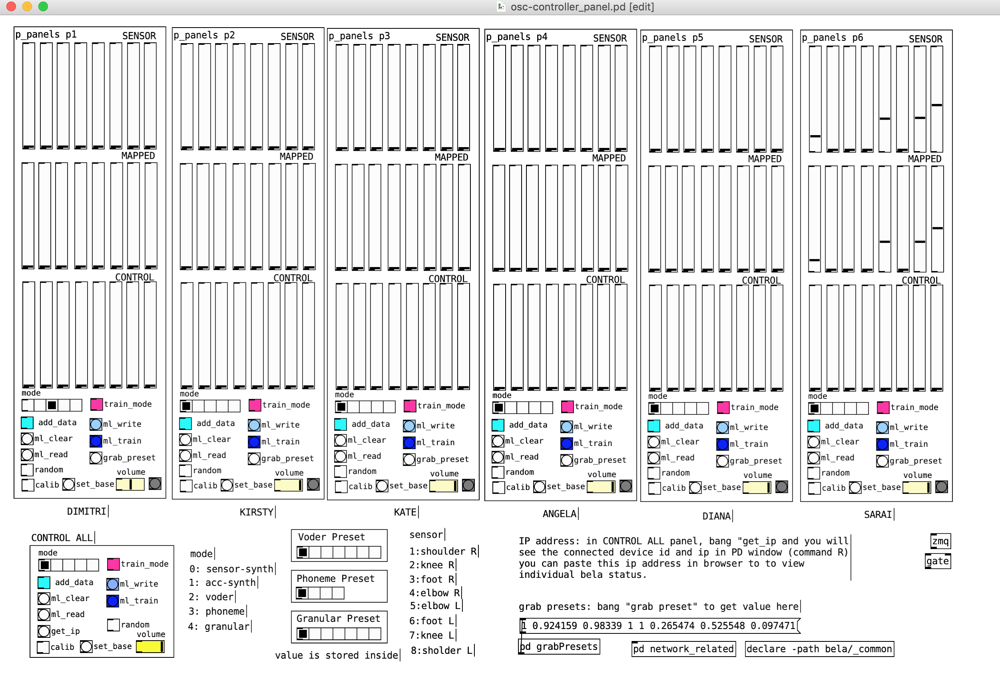 osc-controller_panel.pd [edit]
p_panels p1
SENSOR
MAPPED
CONTROL
mode
train_mode
add_data
ml_write
ml_clear
ml_train
ml_read
grab_preset
random
volume
calib
set_base
DIMITRI
p_panels p2
SENSOR
MAPPED
CONTROL
mode
train_mode
add_data
ml_write
ml_clear
ml_train
ml_read
grab_preset
random
volume
calib
set_base
KIRSTY
p_panels p3
SENSOR
MAPPED
CONTROL
mode
train_mode
add_data
ml_write
ml_clear
ml_train
ml_read
grab_preset
random
volume
calib
set_base
KATE
p_panels p4
SENSOR
MAPPED
CONTROL
mode
train_mode
add_data
ml_write
ml_clear
ml_train
ml_read
grab_preset
random
volume
calib
set_base
ANGELA
p_panels p5
SENSOR
MAPPED
CONTROL
mode
train_mode
add_data
ml_write
ml_clear
ml_train
ml_read
grab_preset
random
volume
calib
set_base
DIANA
p_panels p6
SENSOR
MAPPED
CONTROL
mode
train_mode
add_data
ml_write
ml_clear
ml_train
ml_read
grab_preset
random
volume
calib
set_base
SARAI
CONTROL ALL
mode
train_mode
add_data
ml_write
ml_clear
ml_train
ml_read
random
get_ip
volume
calib
set_base
mode
0: sensor-synth
1: acc-synth
2: voder
3: phoneme
4: granular
Voder Preset
Phoneme Preset
Granular Preset
value is stored inside
sensor
1:shoulder R
2:knee R
3:foot R
4:elbow R
5:elbow L
6:foot L
7:knee L
8:sholder L
IP address: in CONTROL ALL panel, bang "get_ip and you will
see the connected device id and ip in PD window (command R)
you can paste this ip address in browser to to view
individual bela status.
zmq
gate
grab presets: bang "grab preset" to get value here
1 0.924159 0.98339 1 1 0.265474 0.525548 0.097471
pd grabPresets
pd network_related
declare -path bela/_common